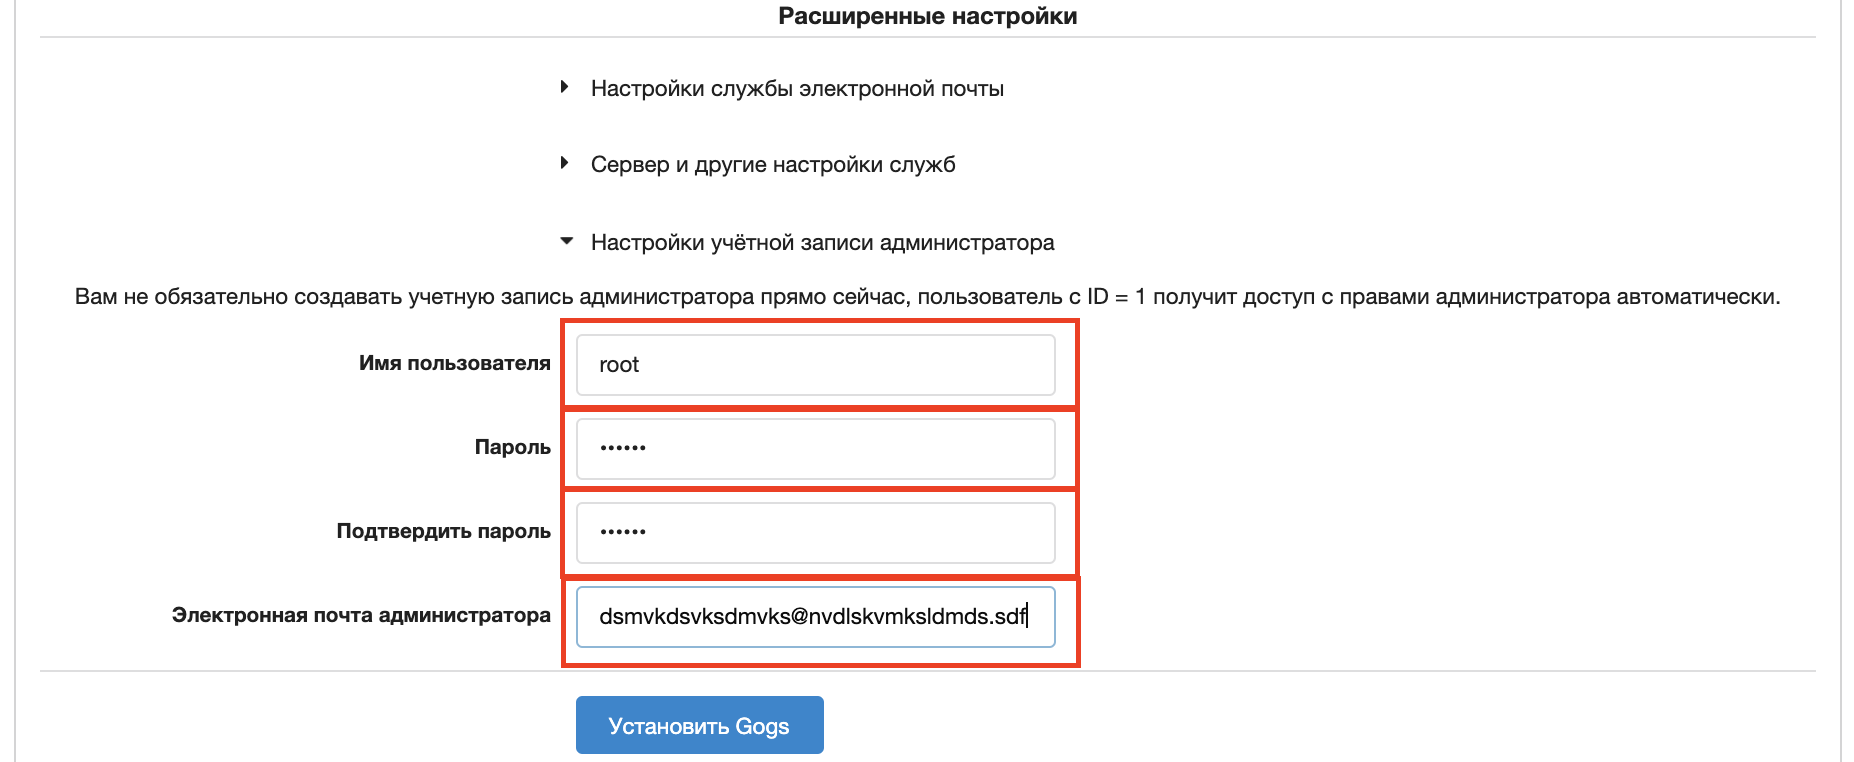 Расширенные настройки
Настройки службы электронной почты
Сервер и другие настройки служб
Настройки учётной записи администратора
Вам не обязательно создавать учетную запись администратора прямо сейчас, пользователь с ID = 1 получит доступ с правами администратора автоматически.
Имя пользователя root
Пароль ••••••
Подтвердить пароль ••••••
Электронная почта администратора dsmvkdsvksdmvks@nvdlskvmksldmds.sdf
Установить Gogs